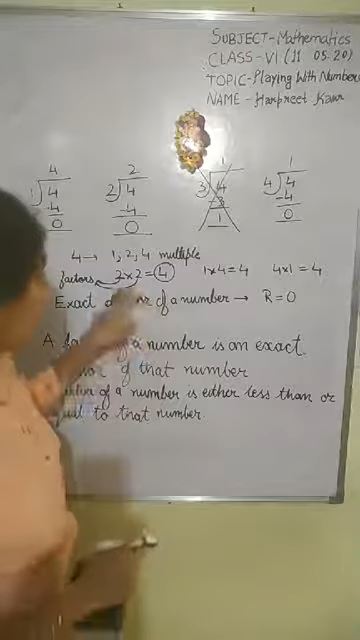 SUBJECT-Mathematics
CLASS-VI (11 05.20)
TOPIC-Playing With Number
NAME - Harpreet Kaur
4 2 1 1
1)4 2)4 3)4 4)4
-4 -4 -3 -4
0 0 1 0
4 → 1, 2, 4 multiple
factors 2×2=4 1×4=4 4×1=4
Exact of a number → R=0
A of a number is an exact
of that number
of a number is either less than or
to that number.